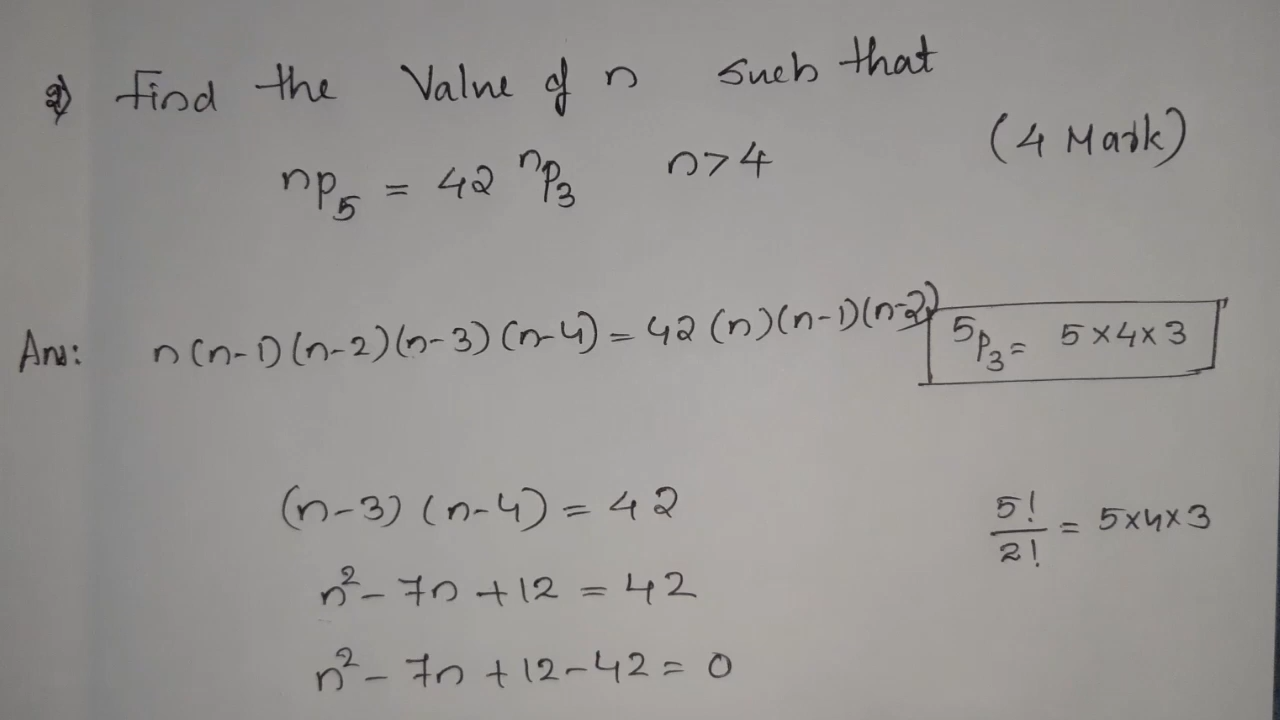 2) Find the Value of n such that
(4 Mark)
nP₅ = 42 ⁿP₃ n>4
Ans: n(n-1)(n-2)(n-3)(n-4) = 42(n)(n-1)(n-2)
⁵P₃ = 5×4×3
(n-3)(n-4) = 42
5!/2! = 5×4×3
n² - 7n + 12 = 42
n² - 7n + 12 - 42 = 0